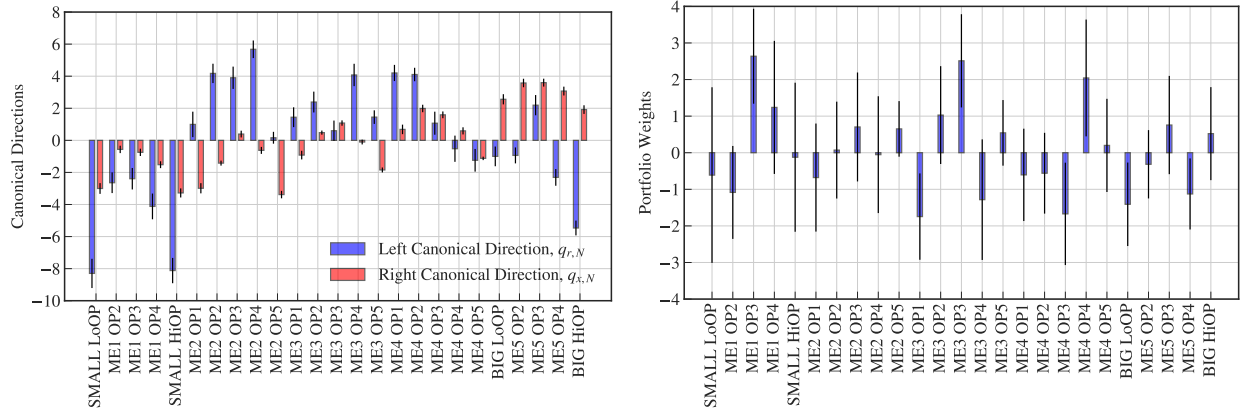 8
6
4
2
0
−2
−4
−6
−8
−10
Canonical Directions
Left Canonical Direction, q_{r,N}
Right Canonical Direction, q_{x,N}
SMALL LoOP
ME1 OP2
ME1 OP3
ME1 OP4
SMALL HiOP
ME2 OP1
ME2 OP2
ME2 OP3
ME2 OP4
ME2 OP5
ME3 OP1
ME3 OP2
ME3 OP3
ME3 OP4
ME3 OP5
ME4 OP1
ME4 OP2
ME4 OP3
ME4 OP4
ME4 OP5
BIG LoOP
ME5 OP2
ME5 OP3
ME5 OP4
BIG HiOP
4
3
2
1
0
−1
−2
−3
−4
Portfolio Weights
SMALL LoOP
ME1 OP2
ME1 OP3
ME1 OP4
SMALL HiOP
ME2 OP1
ME2 OP2
ME2 OP3
ME2 OP4
ME2 OP5
ME3 OP1
ME3 OP2
ME3 OP3
ME3 OP4
ME3 OP5
ME4 OP1
ME4 OP2
ME4 OP3
ME4 OP4
ME4 OP5
BIG LoOP
ME5 OP2
ME5 OP3
ME5 OP4
BIG HiOP